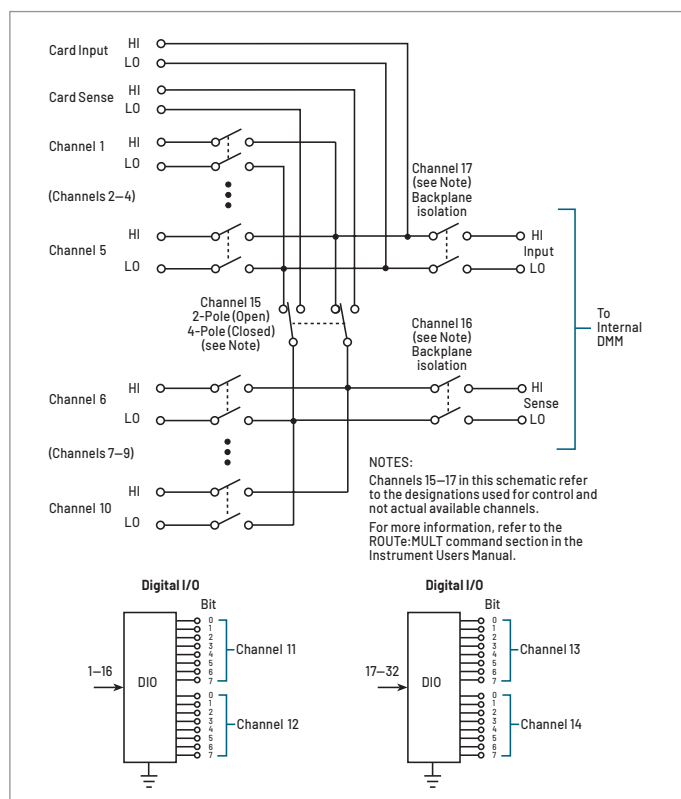 Card Input HI
LO
Card Sense HI
LO
Channel 1 HI
LO
(Channels 2–4)
Channel 5 HI
LO
Channel 17
(see Note)
Backplane
isolation
HI
Input
LO
Channel 15
2-Pole (Open)
4-Pole (Closed)
(see Note)
Channel 16
(see Note)
Backplane
isolation
To
Internal
DMM
Channel 6 HI
LO
HI
Sense
LO
(Channels 7–9)
Channel 10 HI
LO
NOTES:
Channels 15–17 in this schematic refer
to the designations used for control and
not actual available channels.
For more information, refer to the
ROUTe:MULT command section in the
Instrument Users Manual.
Digital I/O
Bit
1–16
DIO
0
1
2
3
4
5
6
7
Channel 11
0
1
2
3
4
5
6
7
Channel 12
Digital I/O
Bit
17–32
DIO
0
1
2
3
4
5
6
7
Channel 13
0
1
2
3
4
5
6
7
Channel 14